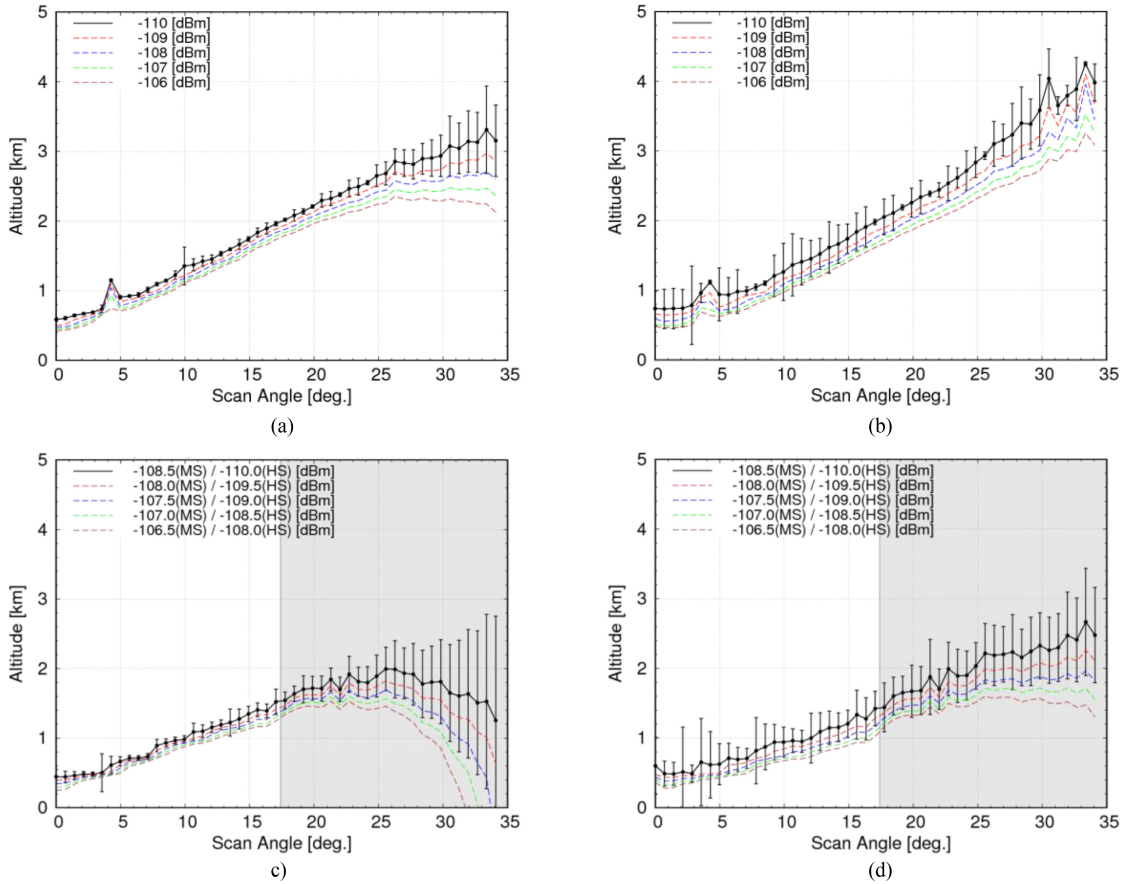 5
4
3
2
1
0
Altitude [km]
-110 [dBm]
-109 [dBm]
-108 [dBm]
-107 [dBm]
-106 [dBm]
0 5 10 15 20 25 30 35
Scan Angle [deg.]
(a)
5
4
3
2
1
0
Altitude [km]
-110 [dBm]
-109 [dBm]
-108 [dBm]
-107 [dBm]
-106 [dBm]
0 5 10 15 20 25 30 35
Scan Angle [deg.]
(b)
5
4
3
2
1
0
Altitude [km]
-108.5(MS) / -110.0(HS) [dBm]
-108.0(MS) / -109.5(HS) [dBm]
-107.5(MS) / -109.0(HS) [dBm]
-107.0(MS) / -108.5(HS) [dBm]
-106.5(MS) / -108.0(HS) [dBm]
0 5 10 15 20 25 30 35
Scan Angle [deg.]
c)
5
4
3
2
1
0
Altitude [km]
-108.5(MS) / -110.0(HS) [dBm]
-108.0(MS) / -109.5(HS) [dBm]
-107.5(MS) / -109.0(HS) [dBm]
-107.0(MS) / -108.5(HS) [dBm]
-106.5(MS) / -108.0(HS) [dBm]
0 5 10 15 20 25 30 35
Scan Angle [deg.]
(d)